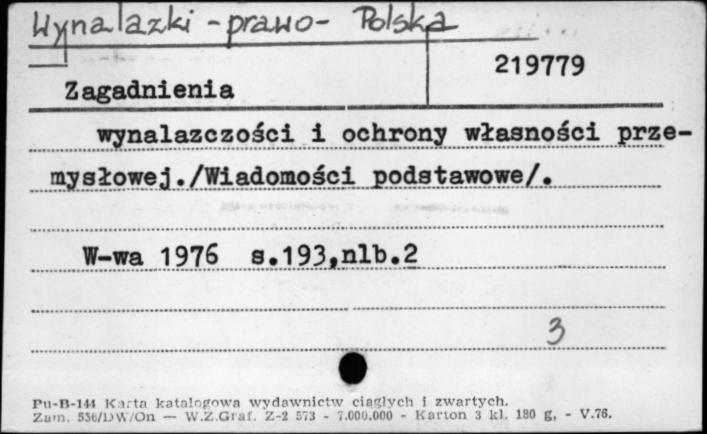 Wynalazki - prawo - Polska
219779
Zagadnienia
wynalazczości i ochrony własności prze-
mysłowej./Wiadomości podstawowe/.
W-wa 1976 s.193,nlb.2
3
Pu-B-144 Karta katalogowa wydawnictw ciągłych i zwartych.
Zam. 556/DW/On — W.Z.Graf. Z-2 573 - 7.000.000 - Karton 3 kl. 180 g. - V.76.